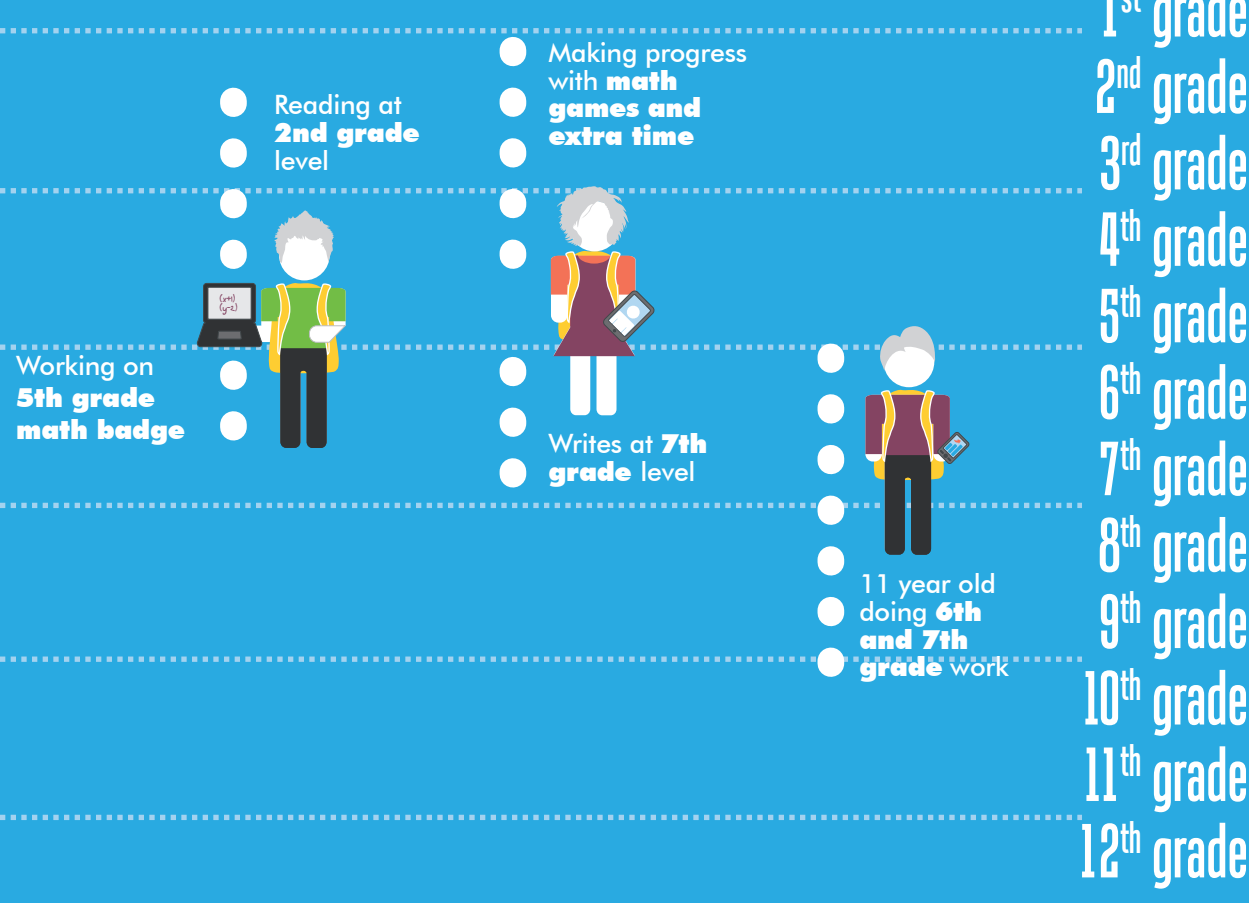 1st grade
Making progress
with math
games and
extra time
2nd grade
Reading at
2nd grade
level
3rd grade
4th grade
(x+1)
(y-2)
5th grade
Working on
5th grade
math badge
6th grade
Writes at 7th
grade level
7th grade
8th grade
11 year old
doing 6th
and 7th
grade work
9th grade
10th grade
11th grade
12th grade